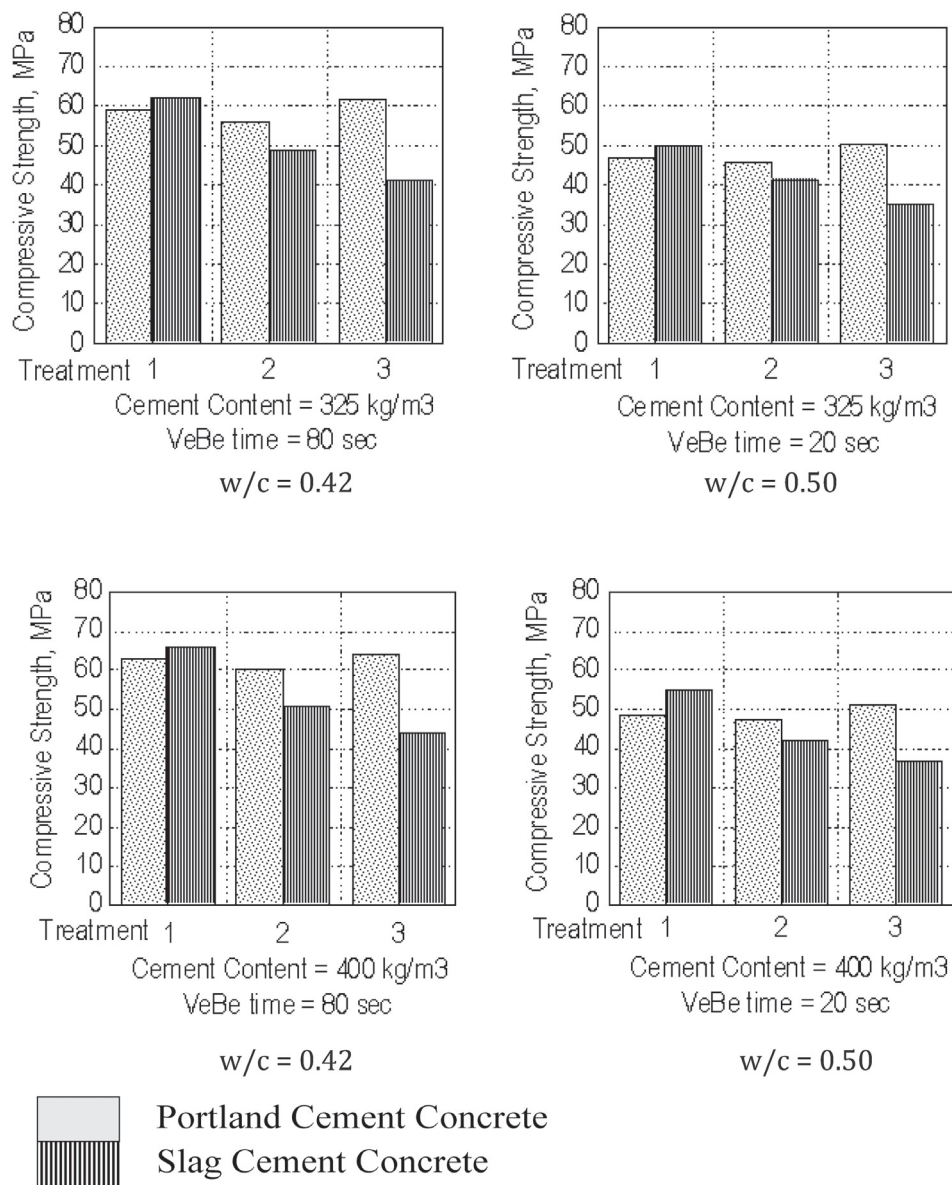 Compressive Strength, MPa
80
70
60
50
40
30
20
10
0
Treatment 1 2 3
Cement Content = 325 kg/m3
VeBe time = 80 sec
w/c = 0.42
Compressive Strength, MPa
80
70
60
50
40
30
20
10
0
Treatment 1 2 3
Cement Content = 325 kg/m3
VeBe time = 20 sec
w/c = 0.50
Compressive Strength, MPa
80
70
60
50
40
30
20
10
0
Treatment 1 2 3
Cement Content = 400 kg/m3
VeBe time = 80 sec
w/c = 0.42
Compressive Strength, MPa
80
70
60
50
40
30
20
10
0
Treatment 1 2 3
Cement Content = 400 kg/m3
VeBe time = 20 sec
w/c = 0.50
Portland Cement Concrete
Slag Cement Concrete